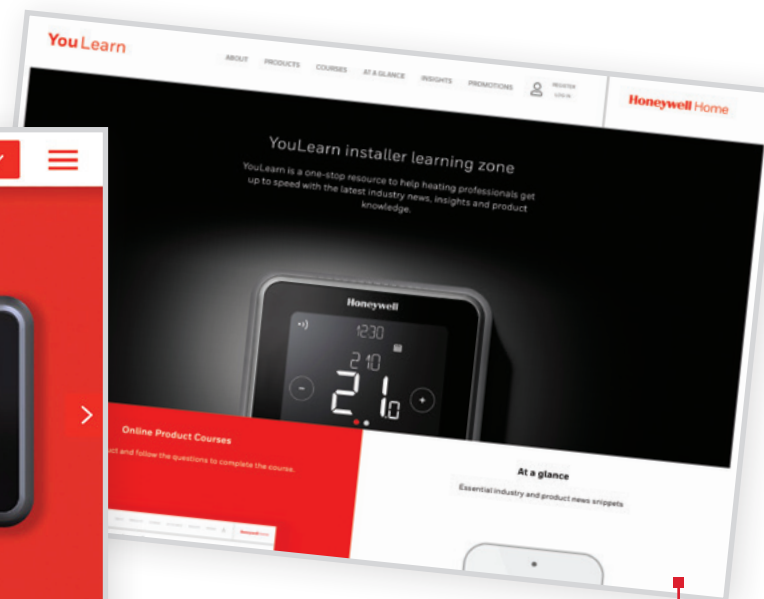 YouLearn
ABOUT PRODUCTS COURSES AT A GLANCE INSIGHTS PROMOTIONS REGISTER
LOG IN
Honeywell Home
YouLearn installer learning zone
YouLearn is a one-stop resource to help heating professionals get
up to speed with the latest industry news, insights and product
knowledge.
Honeywell
12:30
21.0
21.0
Online Product Courses
and follow the questions to complete the course.
At a glance
Essential industry and product news snippets
Honeywell Home